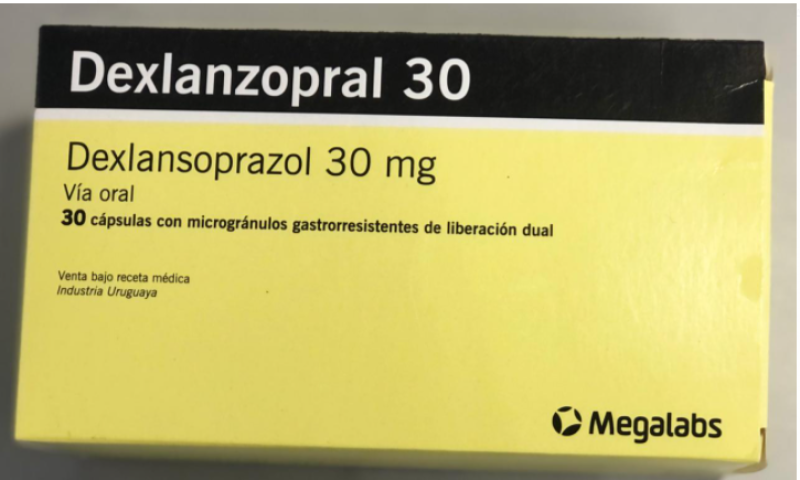 Dexlanzopral 30
Dexlansoprazol 30 mg
Vía oral
30 cápsulas con microgránulos gastrorresistentes de liberación dual
Venta bajo receta médica
Industria Uruguaya
Megalabs